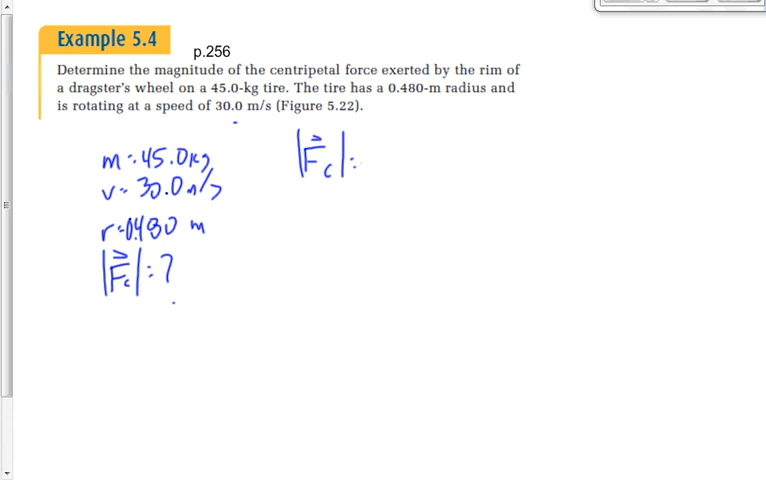 Example 5.4
p.256
Determine the magnitude of the centripetal force exerted by the rim of
a dragster's wheel on a 45.0-kg tire. The tire has a 0.480-m radius and
is rotating at a speed of 30.0 m/s (Figure 5.22).
m = 45.0kg
v = 30.0m/s
r = 0.480 m
|F⃗c| = ?
|F⃗c| =